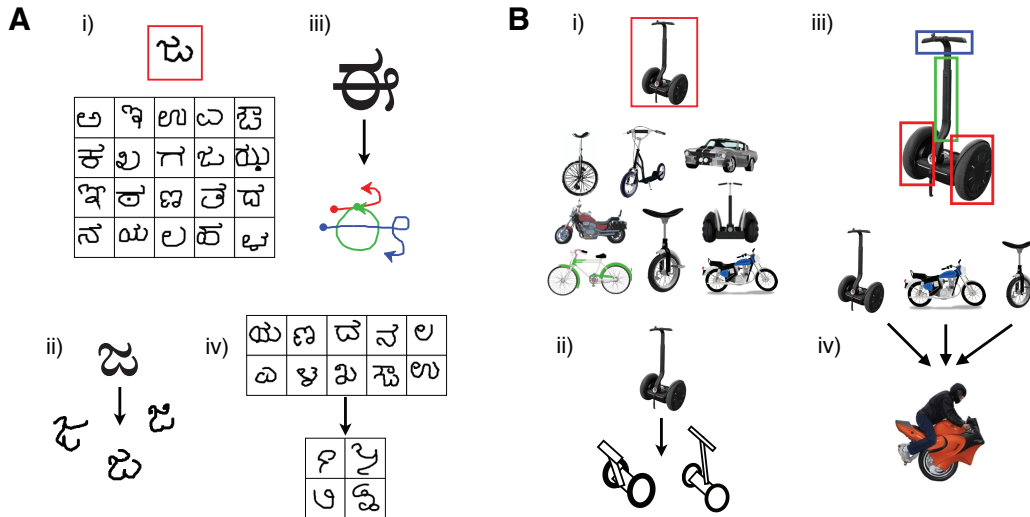 A
i)
ಜ
ಅ ಇ ಉ ಎ ಔ
ಕ ಖ ಗ ಜ ಝ
ಞ ಠ ಣ ತ ದ
ನ ಯ ಲ ಹ ಳ
iii)
ii)
ಜ
ಜ ಜ
ಜ
iv)
ಯ ಣ ದ ನ ಲ
ಎ ಳ ಖ ಔ ಉ
B
i)
iii)
ii)
iv)